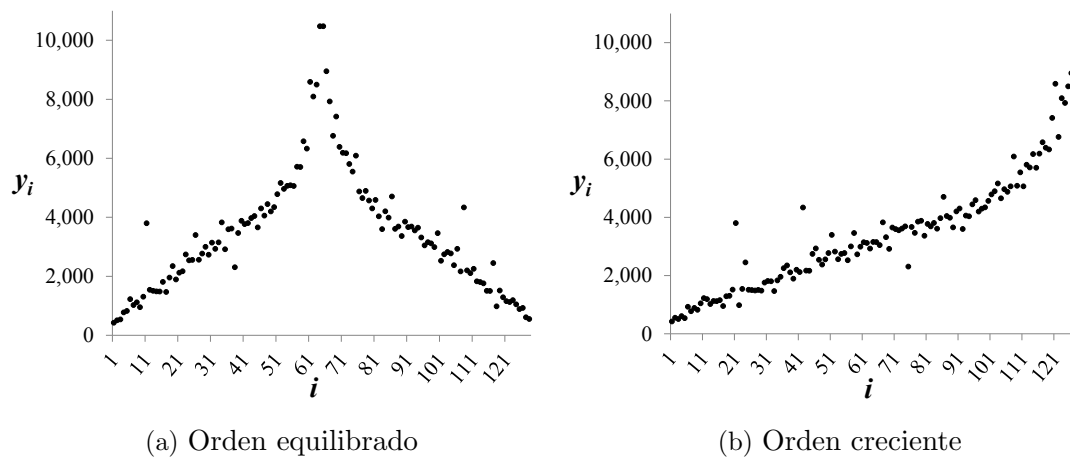 10,000
8,000
6,000
4,000
2,000
0
y_i
1 11 21 31 41 51 61 71 81 91 101 111 121
i
(a) Orden equilibrado
10,000
8,000
6,000
4,000
2,000
0
y_i
1 11 21 31 41 51 61 71 81 91 101 111 121
i
(b) Orden creciente